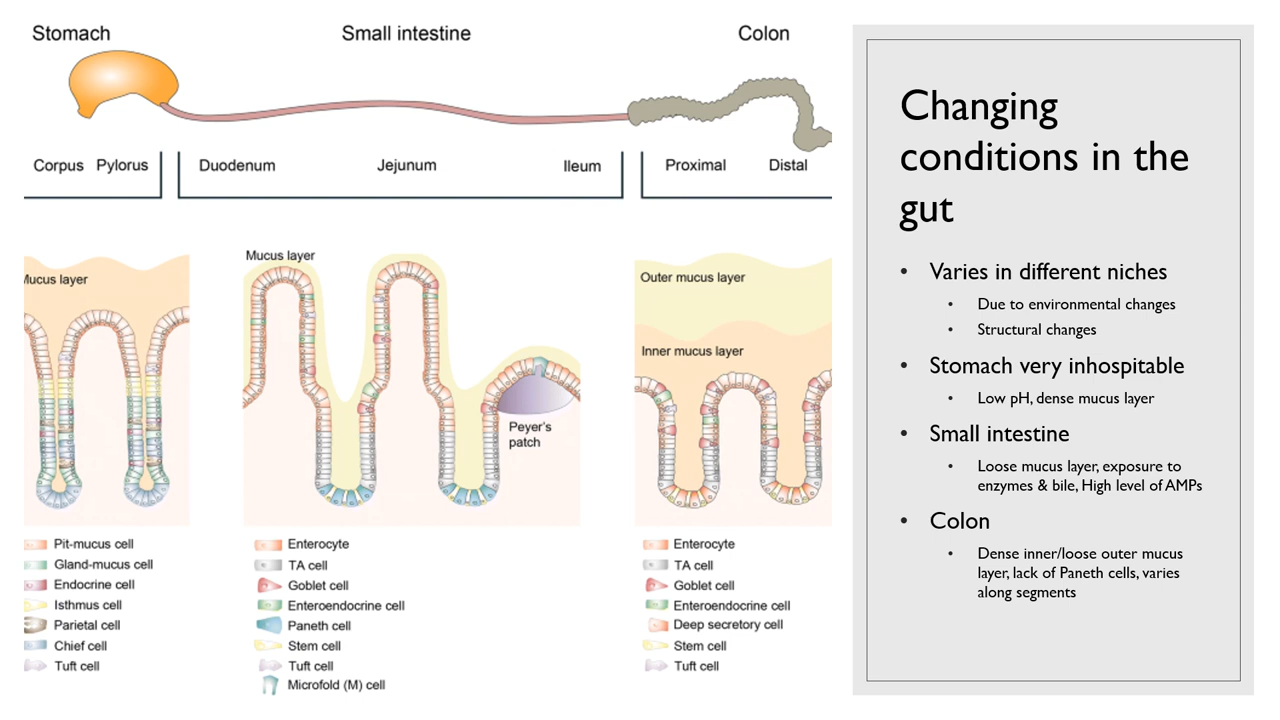 Stomach
Small intestine
Colon
Corpus
Pylorus
Duodenum
Jejunum
Ileum
Proximal
Distal
Mucus layer
Mucus layer
Peyer's
patch
Outer mucus layer
Inner mucus layer
Pit-mucus cell
Gland-mucus cell
Endocrine cell
Isthmus cell
Parietal cell
Chief cell
Tuft cell
Enterocyte
TA cell
Goblet cell
Enteroendocrine cell
Paneth cell
Stem cell
Tuft cell
Microfold (M) cell
Enterocyte
TA cell
Goblet cell
Enteroendocrine cell
Deep secretory cell
Stem cell
Tuft cell
Changing
conditions in the
gut
• Varies in different niches
• Due to environmental changes
• Structural changes
• Stomach very inhospitable
• Low pH, dense mucus layer
• Small intestine
• Loose mucus layer, exposure to
enzymes & bile, High level of AMPs
• Colon
• Dense inner/loose outer mucus
layer, lack of Paneth cells, varies
along segments